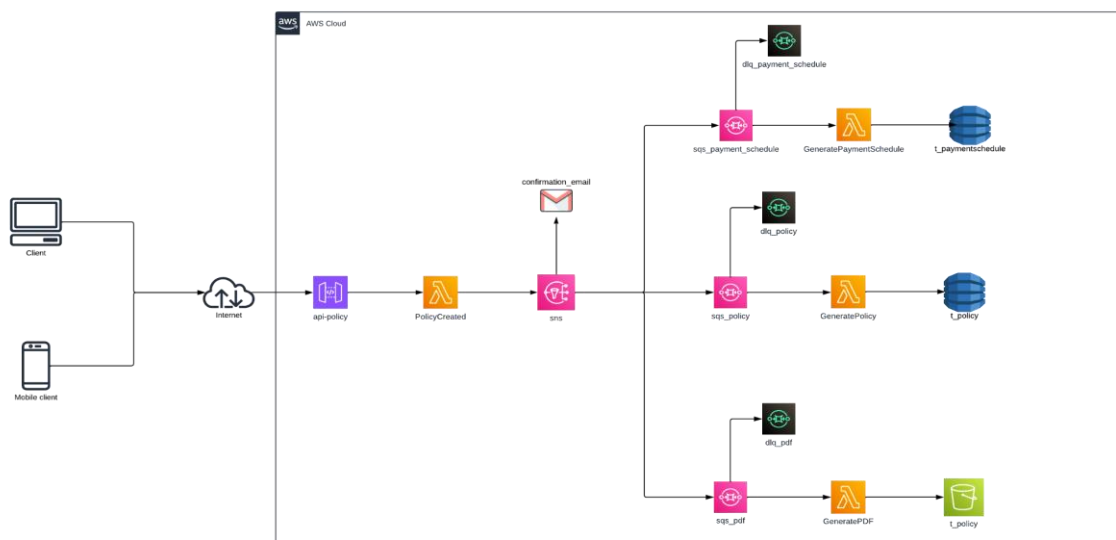 aws
AWS Cloud
dlq_payment_schedule
sqs_payment_schedule
GeneratePaymentSchedule
t_paymentschedule
confirmation_email
Client
dlq_policy
Internet
api-policy
PolicyCreated
sns
sqs_policy
GeneratePolicy
t_policy
Mobile client
dlq_pdf
sqs_pdf
GeneratePDF
t_policy